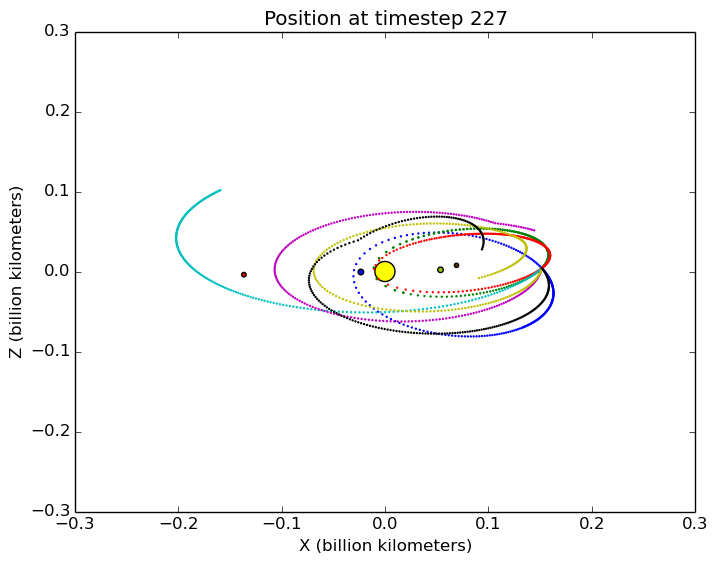 Position at timestep 227
0.3
0.2
0.1
0.0
−0.1
−0.2
−0.3
Z (billion kilometers)
−0.3 −0.2 −0.1 0.0 0.1 0.2 0.3
X (billion kilometers)